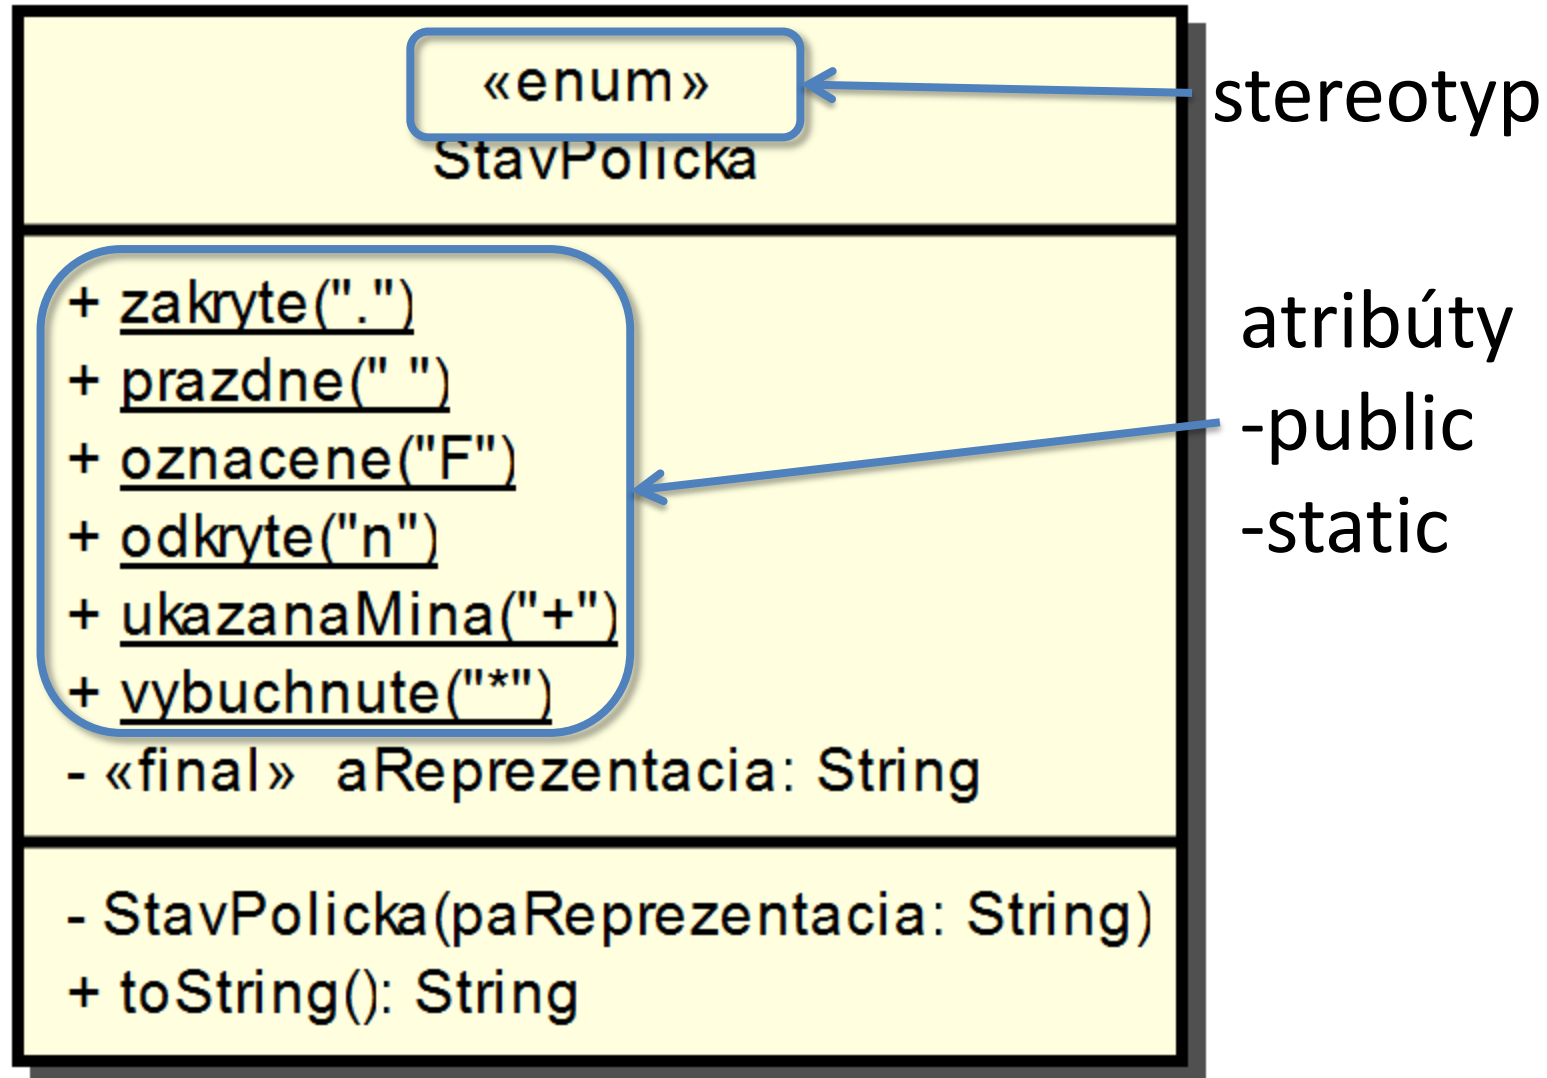 «enum»
stereotyp
StavPolicka
+ zakryte(".")
+ prazdne(" ")
+ oznacene("F")
+ odkryte("n")
+ ukazanaMina("+")
+ vybuchnute("*")
- «final» aReprezentacia: String
atribúty
-public
-static
- StavPolicka(paReprezentacia: String)
+ toString(): String